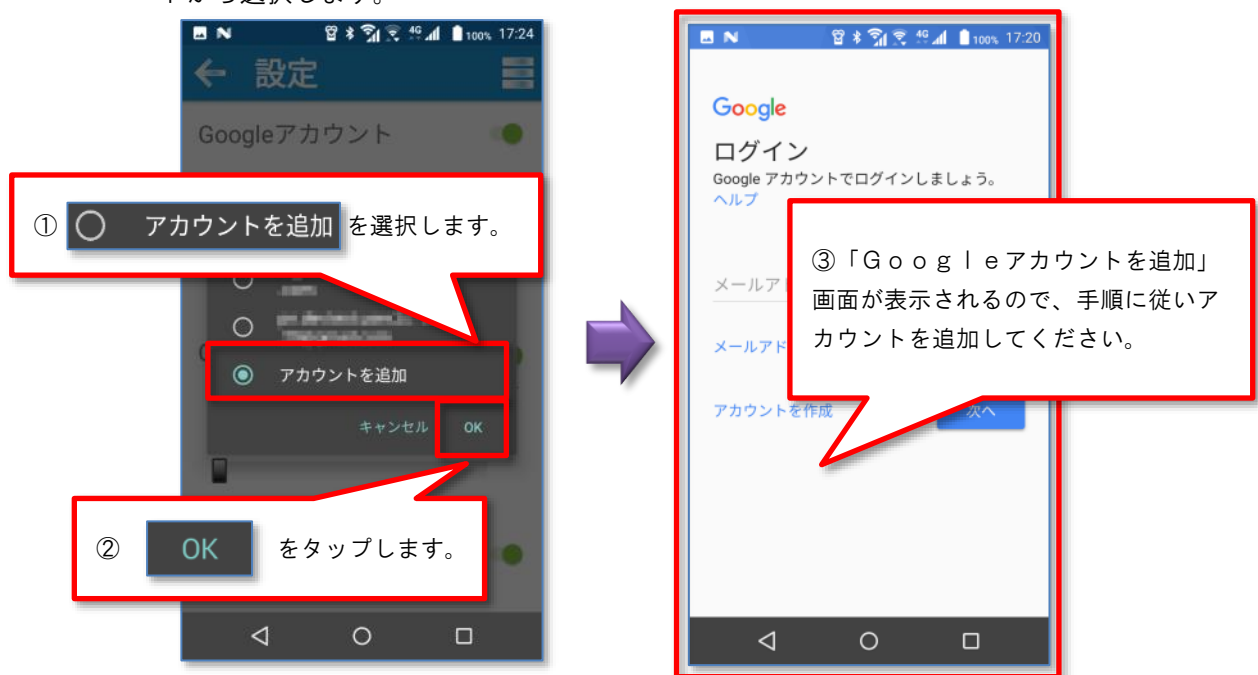 から選択します。
100% 17:24
設定
Googleアカウント
① アカウントを追加 を選択します。
アカウントを追加
キャンセル OK
② OK をタップします。
100% 17:20
Google
ログイン
Google アカウントでログインしましょう。
ヘルプ
メールア
メールアド
アカウントを作成
次へ
③「Ｇｏｏｇｌｅアカウントを追加」
画面が表示されるので、手順に従いア
カウントを追加してください。